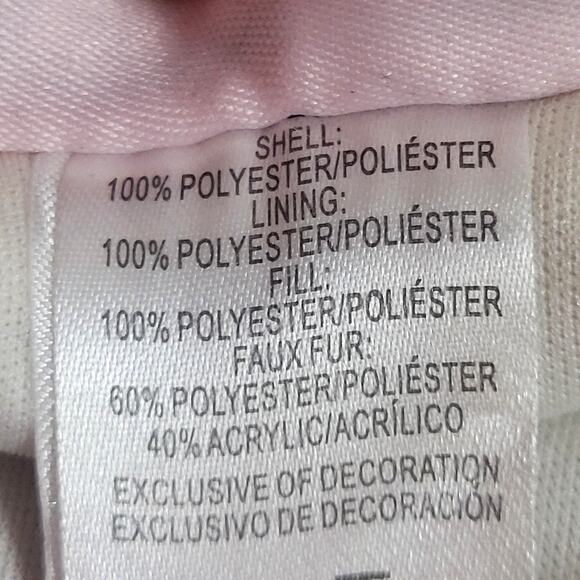 SHELL:
100% POLYESTER/POLIÉSTER
LINING:
100% POLYESTER/POLIÉSTER
FILL:
100% POLYESTER/POLIÉSTER
FAUX FUR:
60% POLYESTER/POLIÉSTER
40% ACRYLIC/ACRÍLICO
EXCLUSIVE OF DECORATION
EXCLUSIVO DE DECORACIÓN